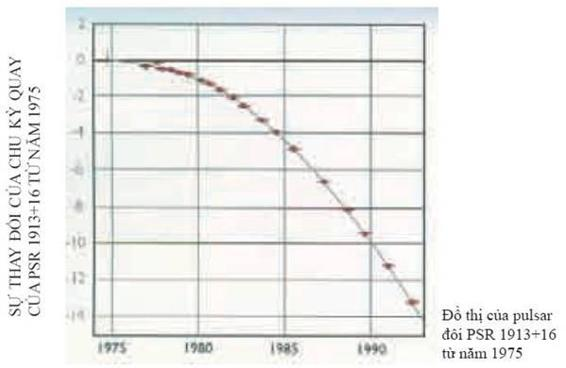 SỰ THAY ĐỔI CỦA CHU KỲ QUAY
CỦA PSR 1913+16 TỪ NĂM 1975
2
0
-2
-4
-6
-8
-10
-12
-14
1975
1980
1985
1990
Đồ thị của pulsar
đôi PSR 1913+16
từ năm 1975